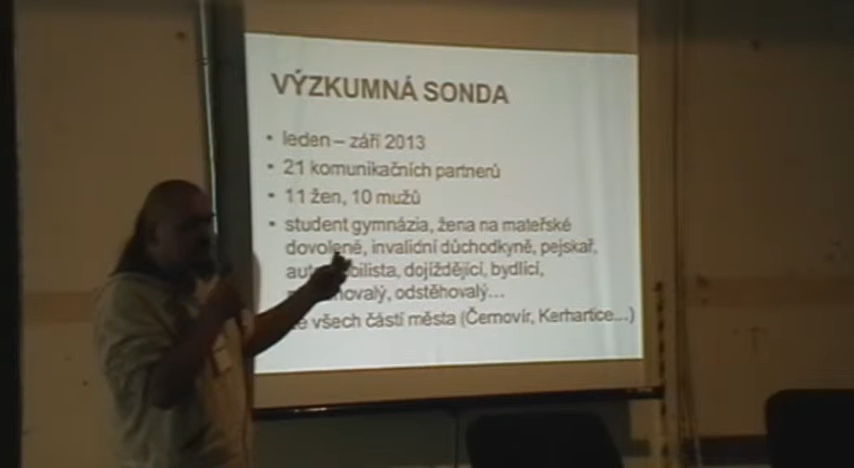 VÝZKUMNÁ SONDA
• leden – září 2013
• 21 komunikačních partnerů
• 11 žen, 10 mužů
• student gymnázia, žena na mateřské
dovolené, invalidní důchodkyně, pejskař,
dojíždějící, bydlící,
odstěhovalý...
všech částí města (Černovír, Kerhartice...)